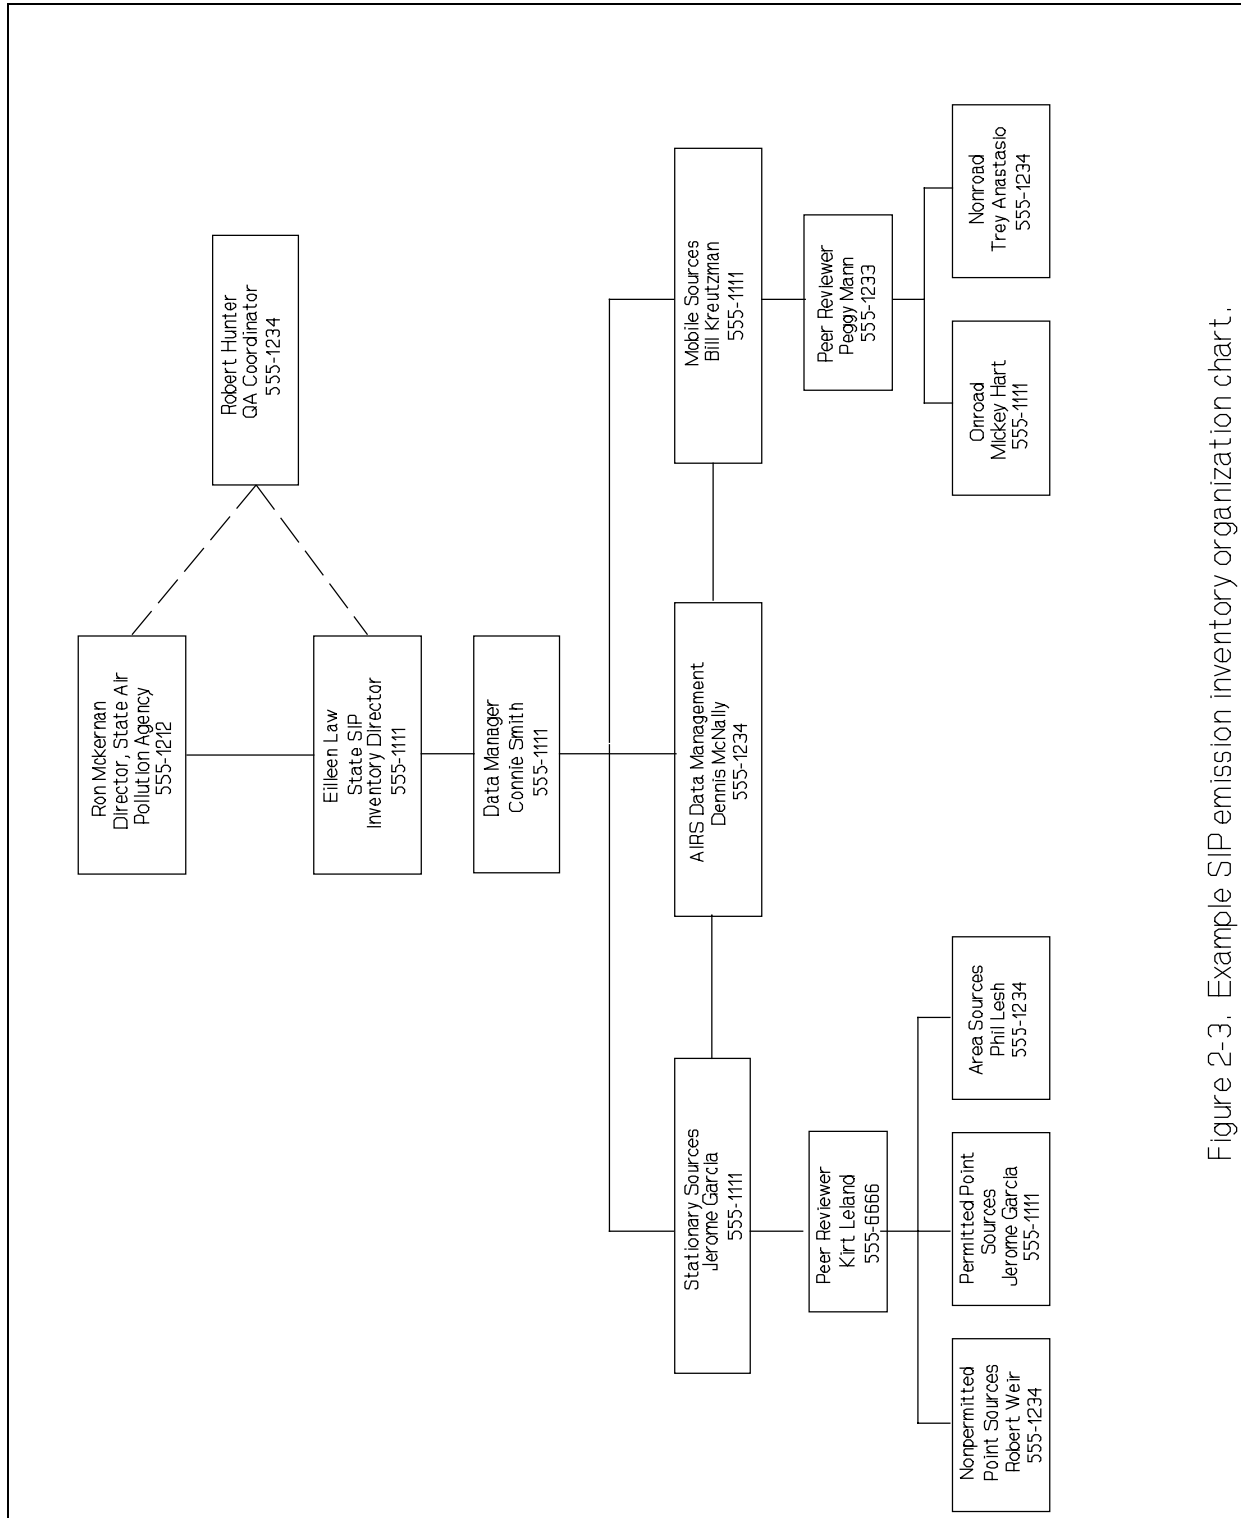 Ron Mckernan
Director, State Air
Pollution Agency
555-1212
Robert Hunter
QA Coordinator
555-1234
Eileen Law
State SIP
Inventory Director
555-1111
Data Manager
Connie Smith
555-1111
Stationary Sources
Jerome Garcia
555-1111
AIRS Data Management
Dennis McNally
555-1234
Mobile Sources
Bill Kreutzman
555-1111
Peer Reviewer
Kirt Leland
555-6666
Peer Reviewer
Peggy Mann
555-1233
Nonpermitted
Point Sources
Robert Weir
555-1234
Permitted Point
Sources
Jerome Garcia
555-1111
Area Sources
Phil Lesh
555-1234
Onroad
Mickey Hart
555-1111
Nonroad
Trey Anastasio
555-1234
Figure 2-3. Example SIP emission inventory organization chart.